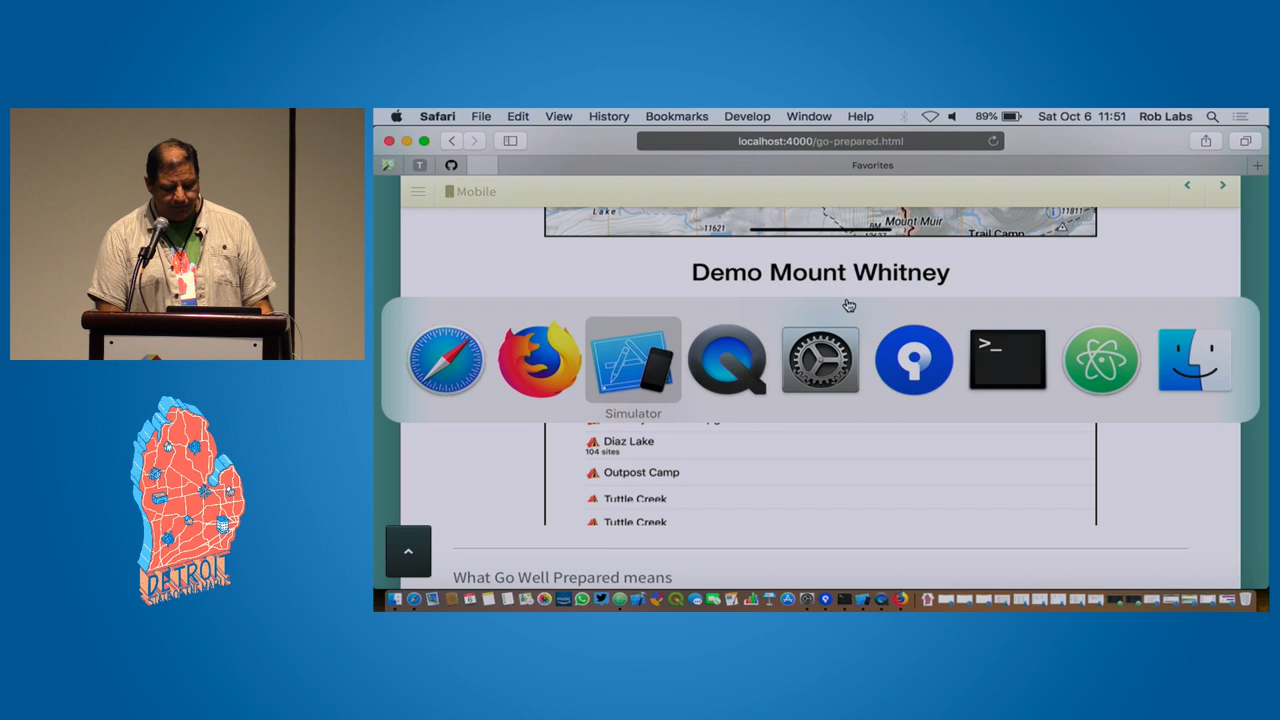 Safari File Edit View History Bookmarks Develop Window Help 89% Sat Oct 6 11:51 Rob Labs
localhost:4000/go-prepared.html
T Favorites
Mobile
Lake
11621
Mount Muir
11811
Trail Camp
Demo Mount Whitney
Simulator
Diaz Lake
104 sites
Outpost Camp
Tuttle Creek
Tuttle Creek
What Go Well Prepared means
DETROIT